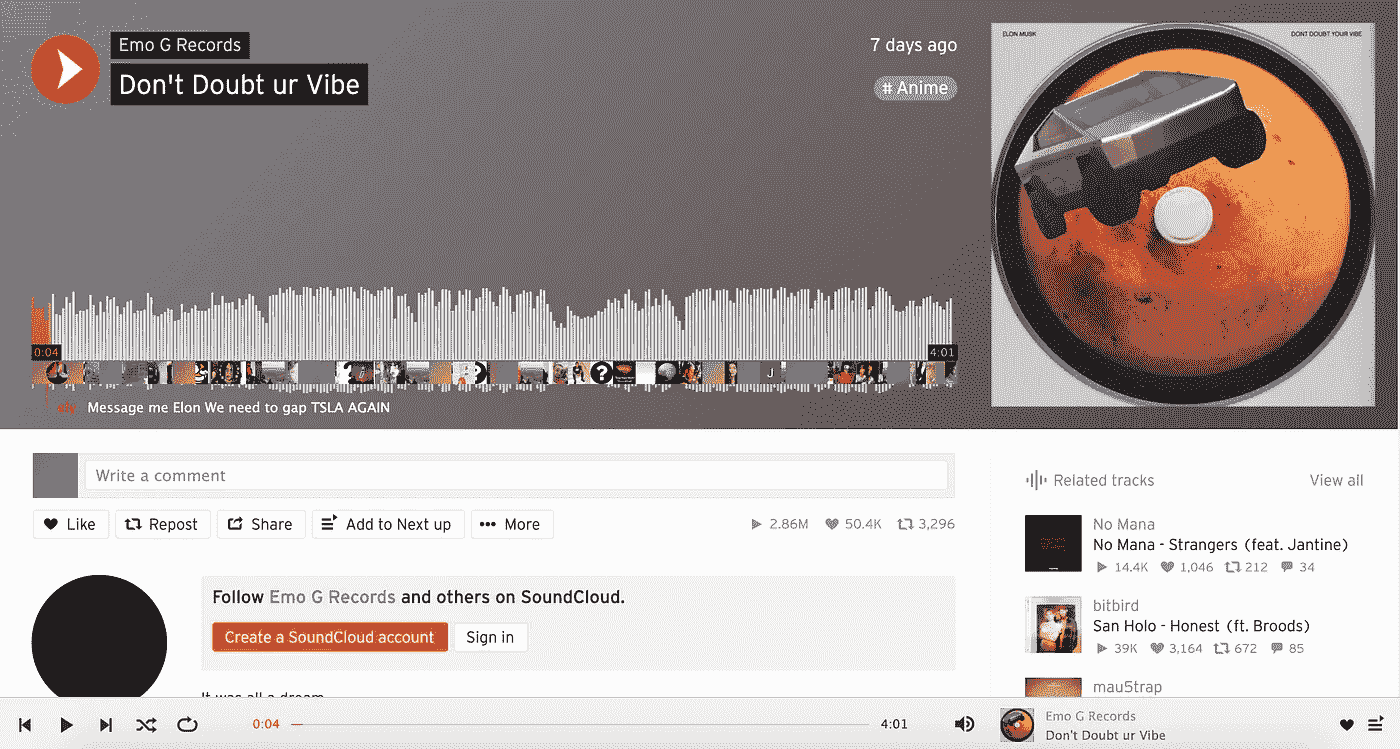 Emo G Records
Don't Doubt ur Vibe
7 days ago
# Anime
ELON MUSK
DONT DOUBT YOUR VIBE
0:04
4:01
Message me Elon We need to gap TSLA AGAIN
Write a comment
Like
Repost
Share
Add to Next up
More
2.86M
50.4K
3,296
Follow Emo G Records and others on SoundCloud.
Create a SoundCloud account
Sign in
It was all a dream
Related tracks
View all
No Mana
No Mana - Strangers (feat. Jantine)
14.4K
1,046
212
34
bitbird
San Holo - Honest (ft. Broods)
39K
3,164
672
85
mau5trap
0:04
4:01
Emo G Records
Don't Doubt ur Vibe